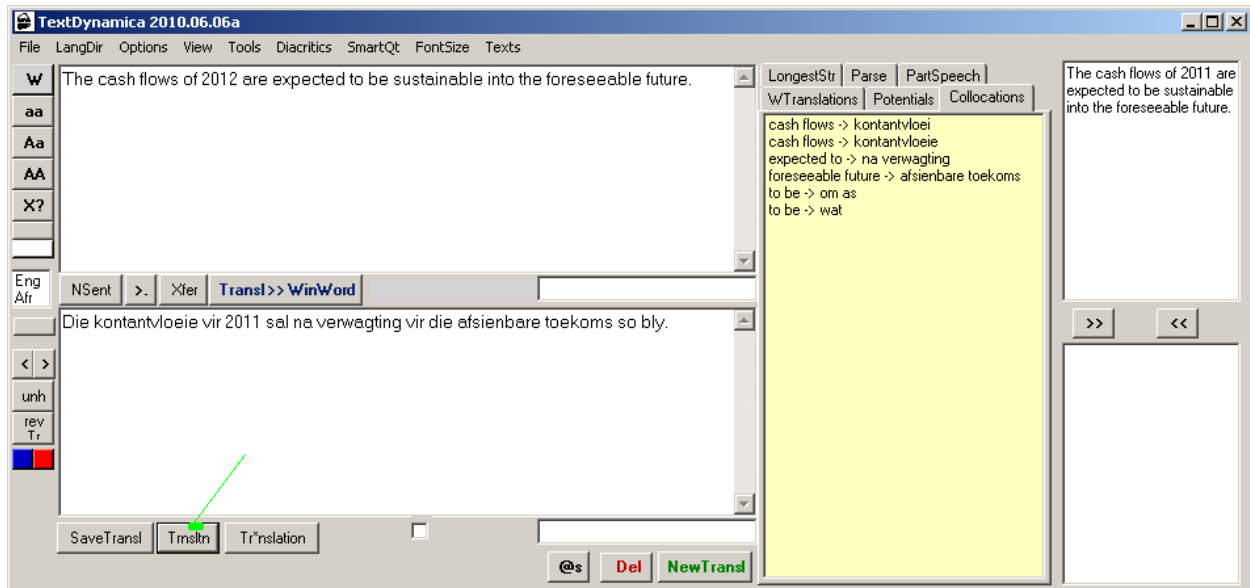 TextDynamica 2010.06.06a
File LangDir Options View Tools Diacritics SmartQt FontSize Texts
W
aa
Aa
AA
X?
Eng
Afr
The cash flows of 2012 are expected to be sustainable into the foreseeable future.
NSent >. Xfer Transl>>WinWord
< >
unh
rev
Tr
Die kontantvloeie vir 2011 sal na verwagting vir die afsienbare toekoms so bly.
SaveTransl Trnsltn Tr*nslation
@s Del NewTransl
LongestStr Parse PartSpeech
WTranslations Potentials Collocations
cash flows -> kontantvloei
cash flows -> kontantvloeie
expected to -> na verwagting
foreseeable future -> afsienbare toekoms
to be -> om as
to be -> wat
The cash flows of 2011 are
expected to be sustainable
into the foreseeable future.
>> <<